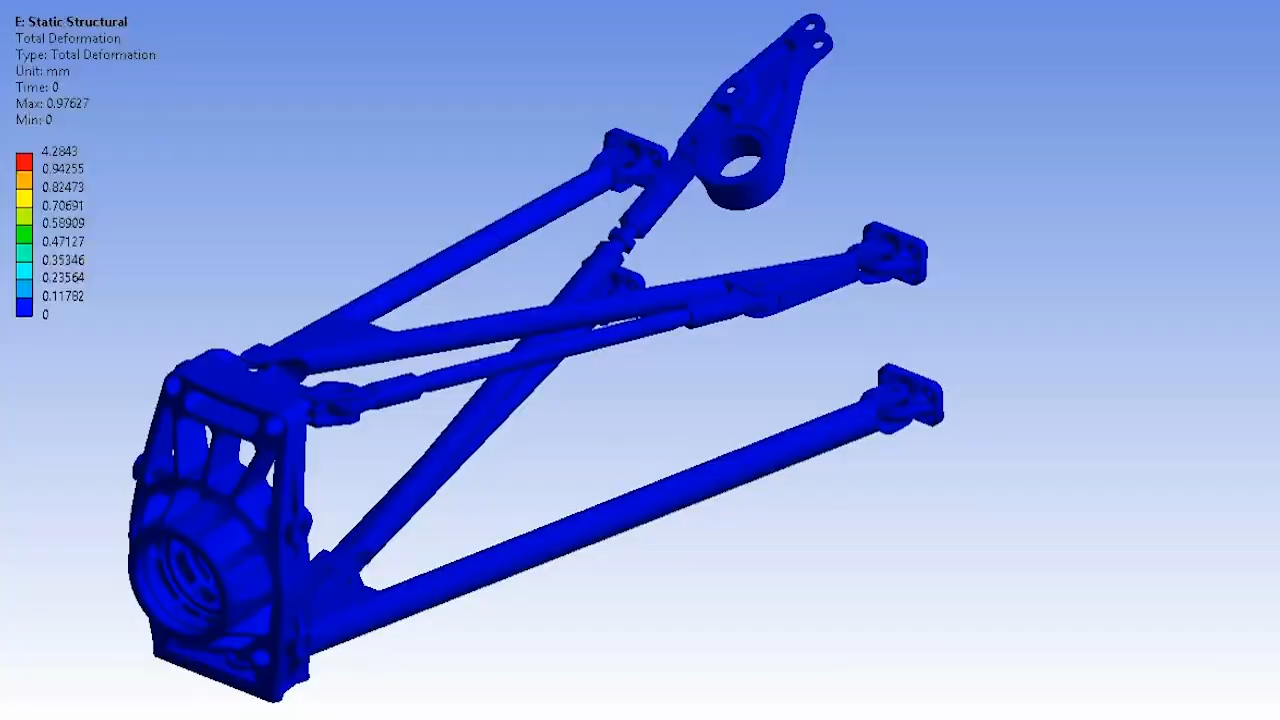 E: Static Structural
Total Deformation
Type: Total Deformation
Unit: mm
Time: 0
Max: 0.97627
Min: 0
4.2843
0.94255
0.82473
0.70691
0.58909
0.47127
0.35346
0.23564
0.11782
0